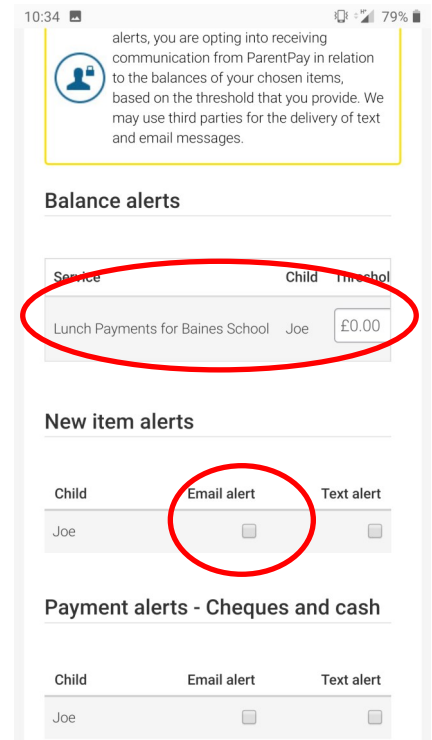 10:34 79%
alerts, you are opting into receiving
communication from ParentPay in relation
to the balances of your chosen items,
based on the threshold that you provide. We
may use third parties for the delivery of text
and email messages.
Balance alerts
Service Child Threshol
Lunch Payments for Baines School Joe £0.00
New item alerts
Child Email alert Text alert
Joe
Payment alerts - Cheques and cash
Child Email alert Text alert
Joe